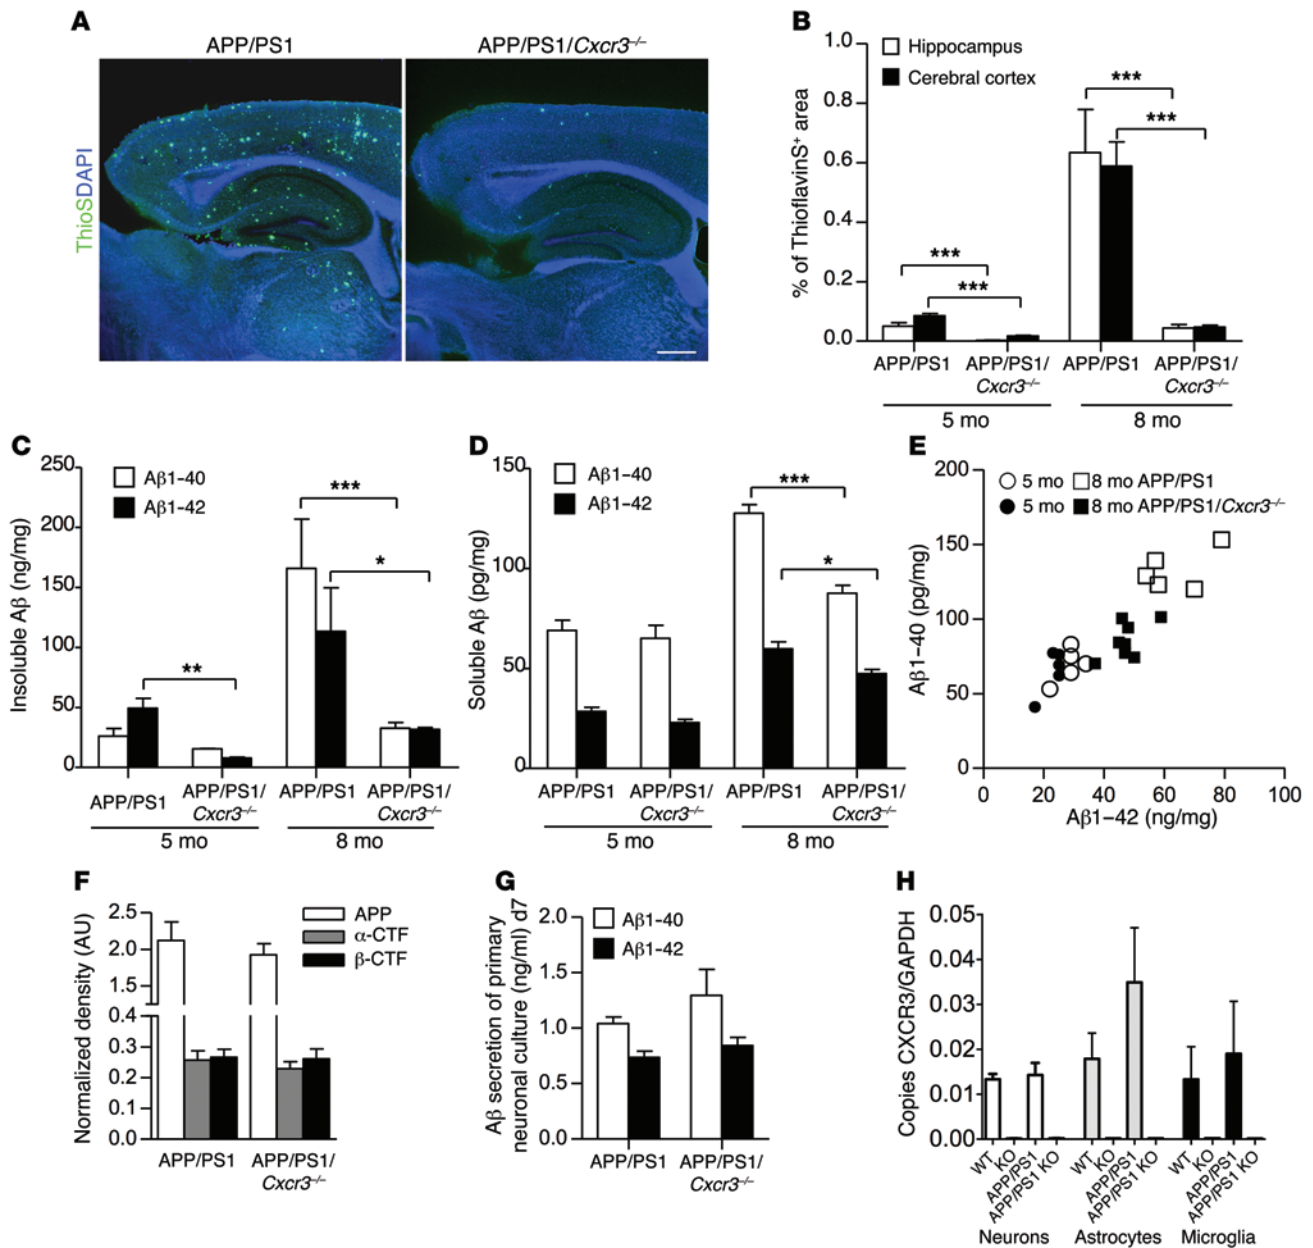 A
APP/PS1
APP/PS1/Cxcr3–/–
ThioSDAPI
B
% of ThioflavinS+ area
1.0
0.8
0.6
0.4
0.2
0.0
Hippocampus
Cerebral cortex
***
***
***
***
APP/PS1
APP/PS1/
Cxcr3–/–
APP/PS1
APP/PS1/
Cxcr3–/–
5 mo
8 mo
C
Insoluble Aβ (ng/mg)
250
200
150
100
50
0
Aβ1–40
Aβ1–42
**
***
*
APP/PS1
APP/PS1/
Cxcr3–/–
APP/PS1
APP/PS1/
Cxcr3–/–
5 mo
8 mo
D
Soluble Aβ (pg/mg)
150
100
50
0
Aβ1–40
Aβ1–42
***
*
APP/PS1
APP/PS1/
Cxcr3–/–
APP/PS1
APP/PS1/
Cxcr3–/–
5 mo
8 mo
E
Aβ1–40 (pg/mg)
200
150
100
50
0
5 mo 8 mo APP/PS1
5 mo 8 mo APP/PS1/Cxcr3–/–
0 20 40 60 80 100
Aβ1–42 (ng/mg)
F
Normalized density (AU)
2.5
2.0
1.5
0.4
0.3
0.2
0.1
0.0
APP
α-CTF
β-CTF
APP/PS1
APP/PS1/
Cxcr3–/–
G
Aβ secretion of primary
neuronal culture (ng/ml) d7
2.0
1.5
1.0
0.5
0.0
Aβ1–40
Aβ1–42
APP/PS1
APP/PS1/
Cxcr3–/–
H
Copies CXCR3/GAPDH
0.05
0.04
0.03
0.02
0.01
0.00
WT
KO
APP/PS1
APP/PS1 KO
WT
KO
APP/PS1
APP/PS1 KO
WT
KO
APP/PS1
APP/PS1 KO
Neurons
Astrocytes
Microglia